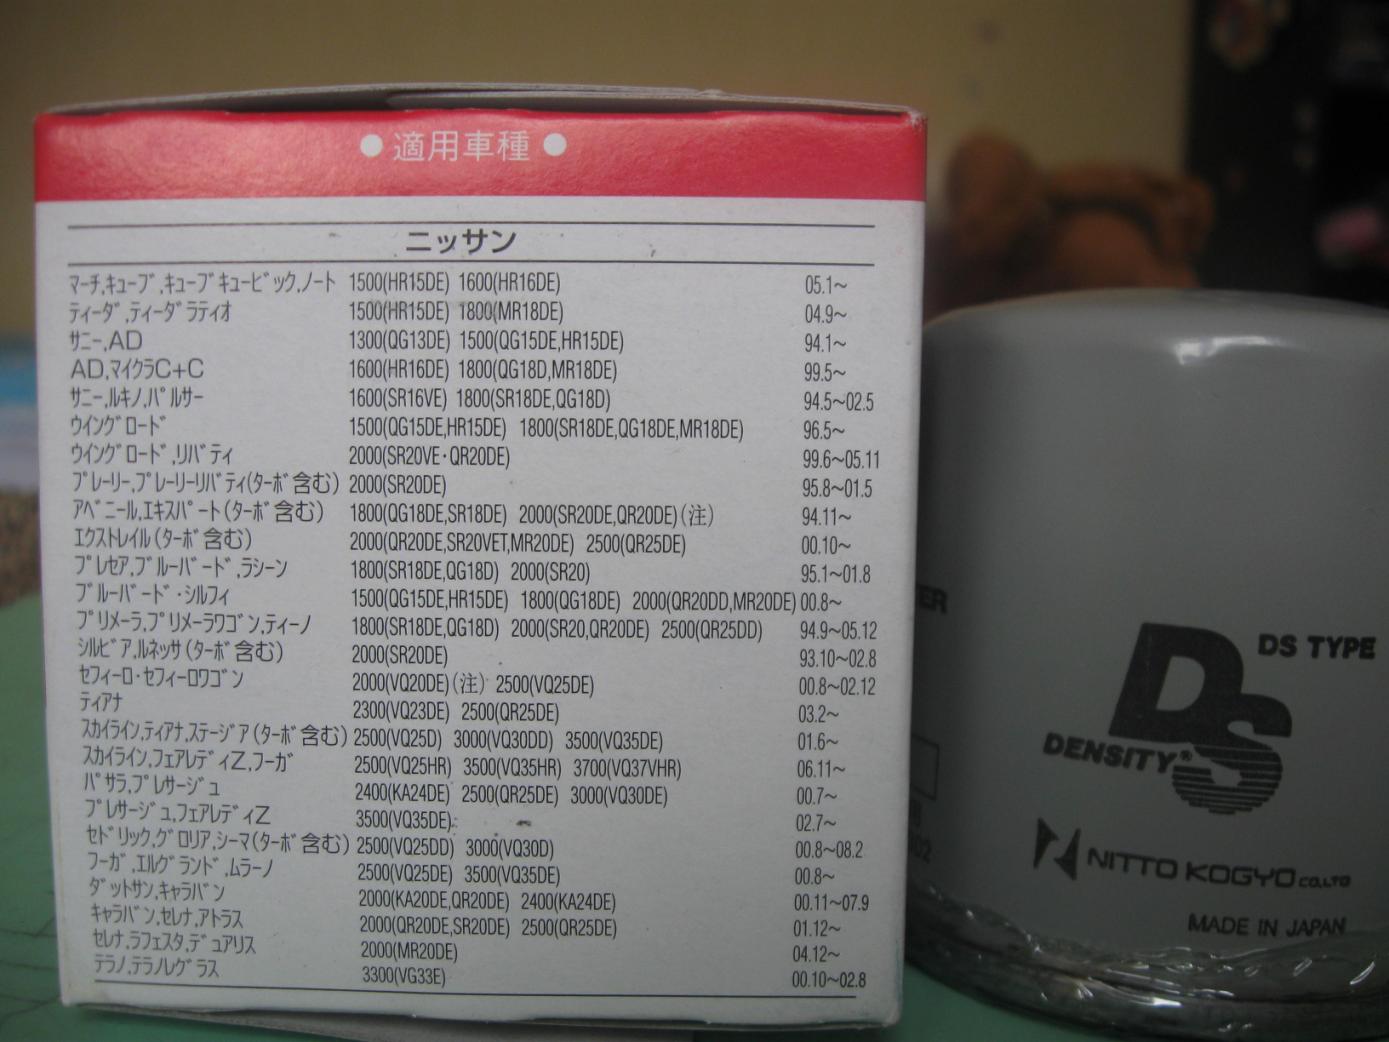 ●適用車種●
ニッサン
マーチ,キューブ,キューブキュービック,ノート 1500(HR15DE) 1600(HR16DE) 05.1~
ティーダ,ティーダラティオ 1500(HR15DE) 1800(MR18DE) 04.9~
サニー,AD 1300(QG13DE) 1500(QG15DE,HR15DE) 94.1~
AD,マイクラC+C 1600(HR16DE) 1800(QG18D,MR18DE) 99.5~
サニー,ルキノ,パルサー 1600(SR16VE) 1800(SR18DE,QG18D) 94.5~02.5
ウイングロード 1500(QG15DE,HR15DE) 1800(SR18DE,QG18DE,MR18DE) 96.5~
ウイングロード,リバティ 2000(SR20VE・QR20DE) 99.6~05.11
プレーリー,プレーリーリバティ(ターボ含む) 2000(SR20DE) 95.8~01.5
アベニール,エキスパート(ターボ含む) 1800(QG18DE,SR18DE) 2000(SR20DE,QR20DE)(注) 94.11~
エクストレイル(ターボ含む) 2000(QR20DE,SR20VET,MR20DE) 2500(QR25DE) 00.10~
プレセア,ブルーバード,ラシーン 1800(SR18DE,QG18D) 2000(SR20) 95.1~01.8
ブルーバード・シルフィ 1500(QG15DE,HR15DE) 1800(QG18DE) 2000(QR20DD,MR20DE) 00.8~
プリメーラ,プリメーラワゴン,ティーノ 1800(SR18DE,QG18D) 2000(SR20,QR20DE) 2500(QR25DD) 94.9~05.12
シルビア,ルネッサ(ターボ含む) 2000(SR20DE) 93.10~02.8
セフィーロ・セフィーロワゴン 2000(VQ20DE)(注) 2500(VQ25DE) 00.8~02.12
ティアナ 2300(VQ23DE) 2500(QR25DE) 03.2~
スカイライン,ティアナ,ステージア(ターボ含む) 2500(VQ25D) 3000(VQ30DD) 3500(VQ35DE) 01.6~
スカイライン,フェアレディZ,フーガ 2500(VQ25HR) 3500(VQ35HR) 3700(VQ37VHR) 06.11~
バサラ,プレサージュ 2400(KA24DE) 2500(QR25DE) 3000(VQ30DE) 00.7~
プレサージュ,フェアレディZ 3500(VQ35DE) 02.7~
セドリック,グロリア,シーマ(ターボ含む) 2500(VQ25DD) 3000(VQ30D) 00.8~08.2
フーガ,エルグランド,ムラーノ 2500(VQ25DE) 3500(VQ35DE) 00.8~
ダットサン,キャラバン 2000(KA20DE,QR20DE) 2400(KA24DE) 00.11~07.9
キャラバン,セレナ,アトラス 2000(QR20DE,SR20DE) 2500(QR25DE) 01.12~
セレナ,ラフェスタ,デュアリス 2000(MR20DE) 04.12~
テラノ,テラノレグラス 3300(VG33E) 00.10~02.8
DS TYPE
DS
DENSITY®
NITTO KOGYO CO.,LTD
MADE IN JAPAN